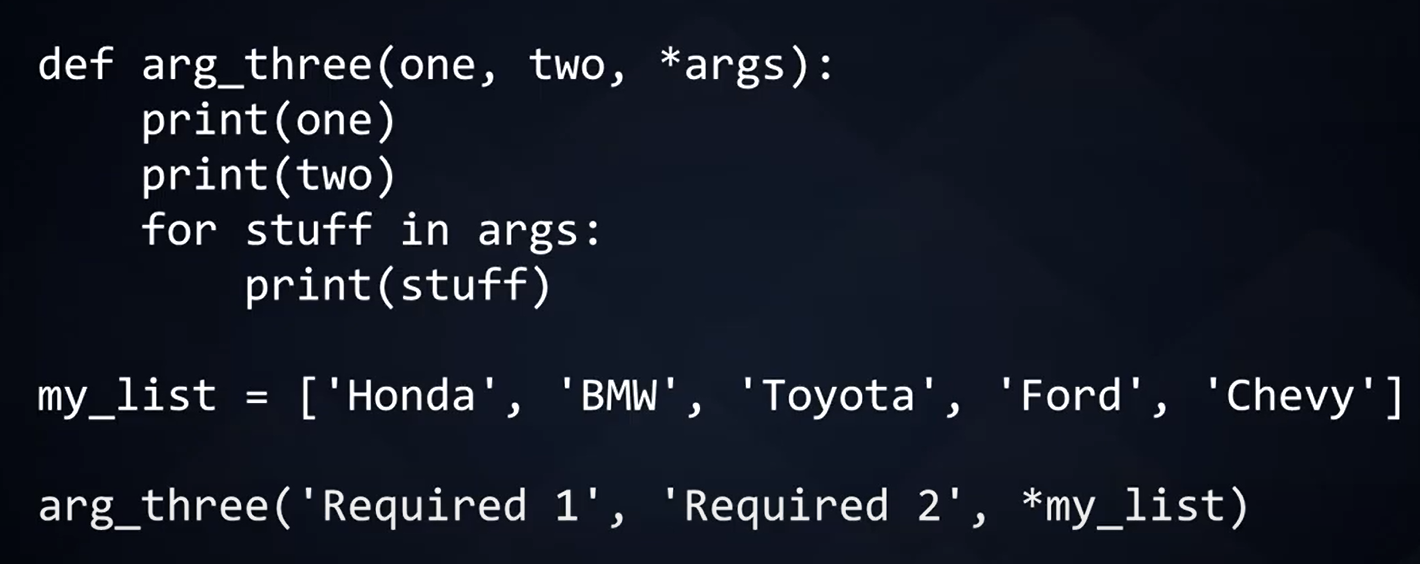 def arg_three(one, two, *args):
    print(one)
    print(two)
    for stuff in args:
        print(stuff)
my_list = ['Honda', 'BMW', 'Toyota', 'Ford', 'Chevy']
arg_three('Required 1', 'Required 2', *my_list)